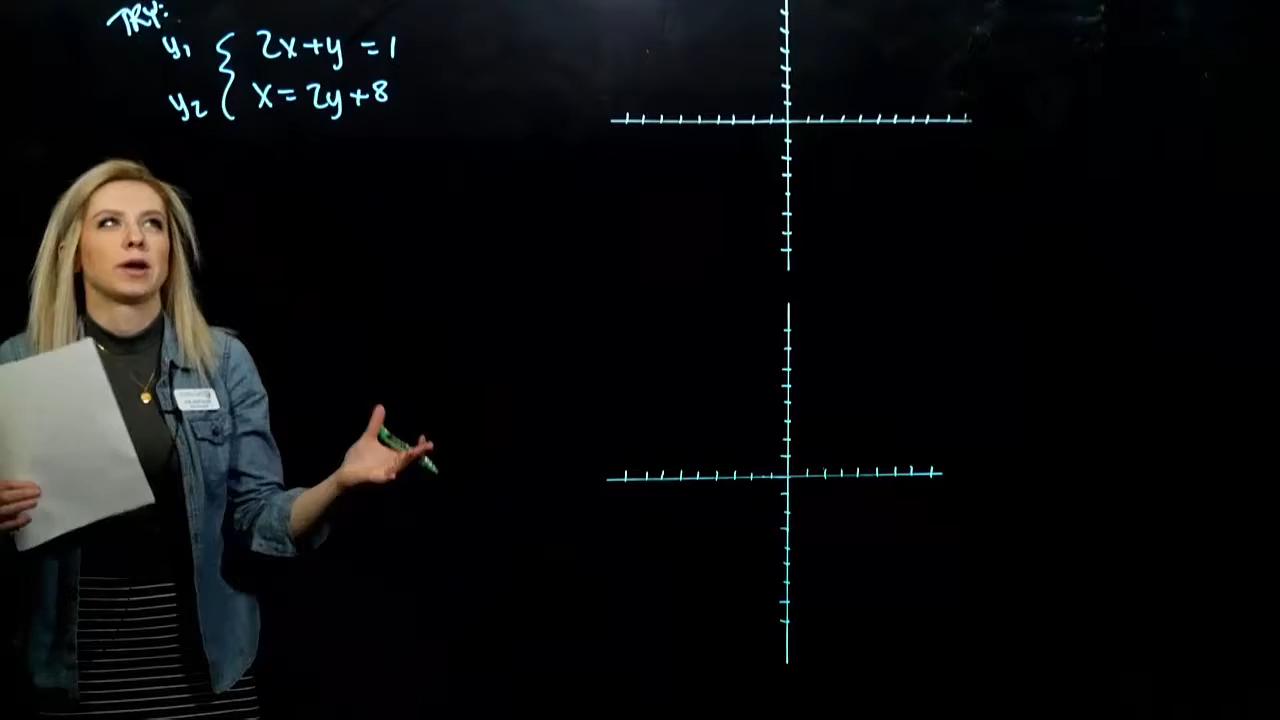 TRY:
y₁ { 2x+y = 1
y₂ { x = 2y+8